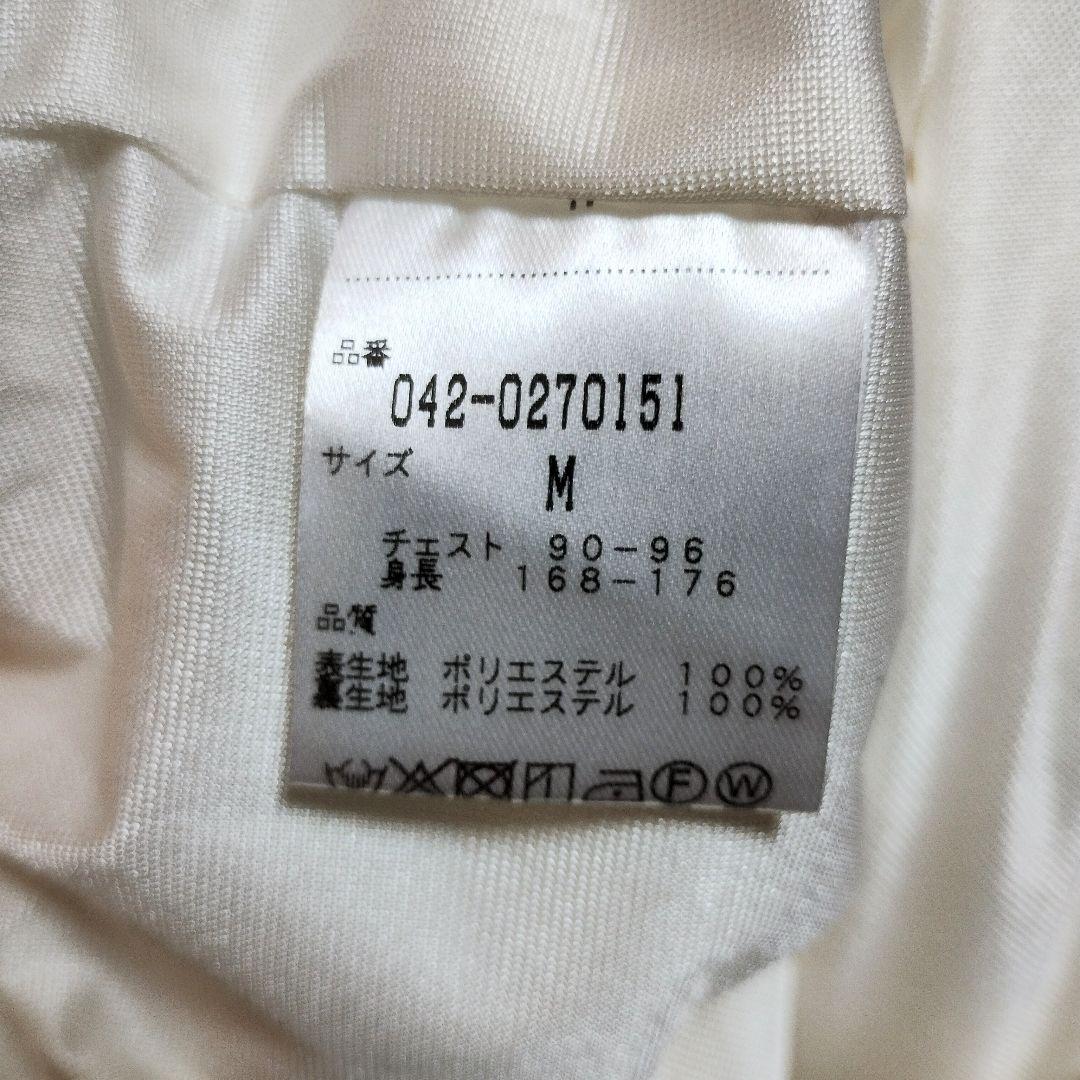 品番
042-0270151
サイズ
M
チェスト 90-96
身長 168-176
品質
表生地 ポリエステル 100%
裏生地 ポリエステル 100%
F W